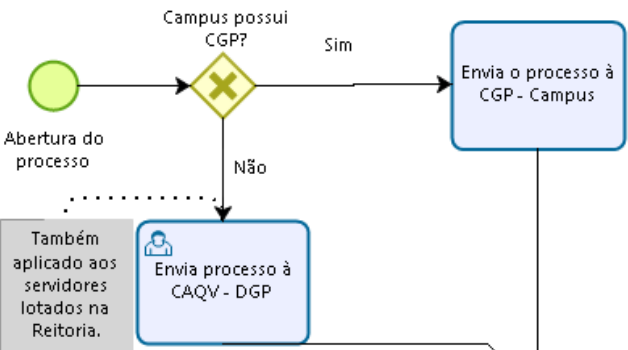 Campus possui
CGP?
Sim
Envia o processo à
CGP - Campus
Abertura do
processo
Não
Também
aplicado aos
servidores
lotados na
Reitoria.
Envia processo à
CAQV - DGP